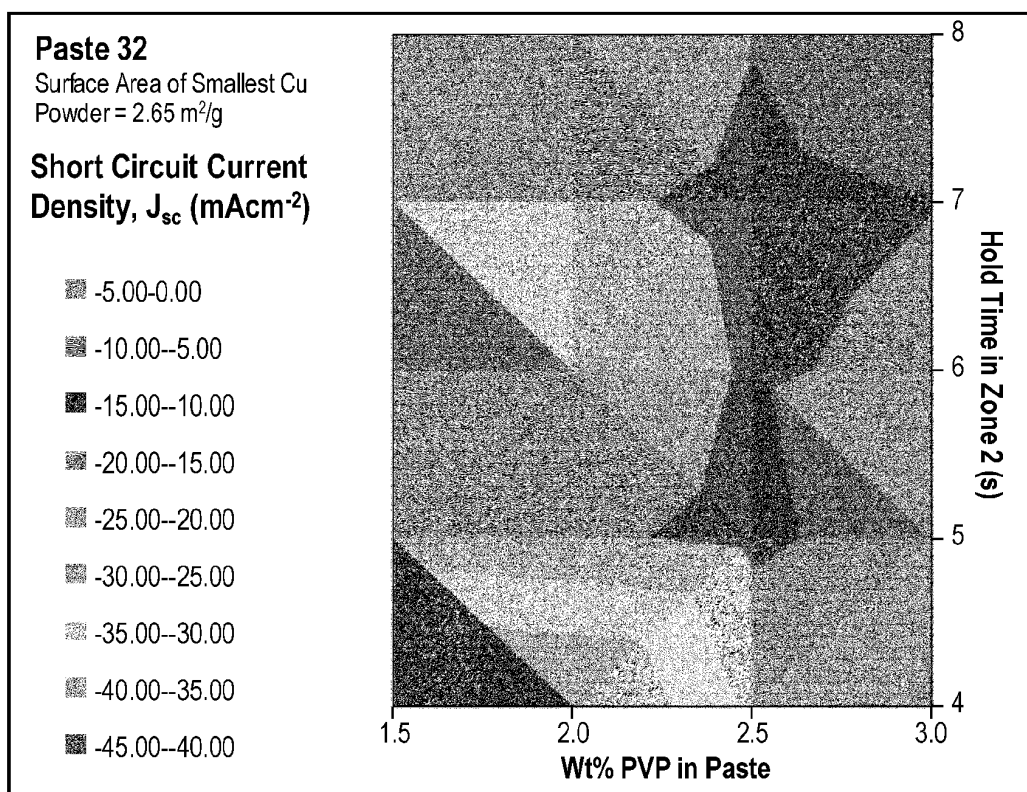 Paste 32
Surface Area of Smallest Cu
Powder = 2.65 m²/g
Short Circuit Current
Density, Jsc (mAcm-2)
-5.00-0.00
-10.00--5.00
-15.00--10.00
-20.00--15.00
-25.00--20.00
-30.00--25.00
-35.00--30.00
-40.00--35.00
-45.00--40.00
8
7
6
5
4
Hold Time in Zone 2 (s)
1.5 2.0 2.5 3.0
Wt% PVP in Paste